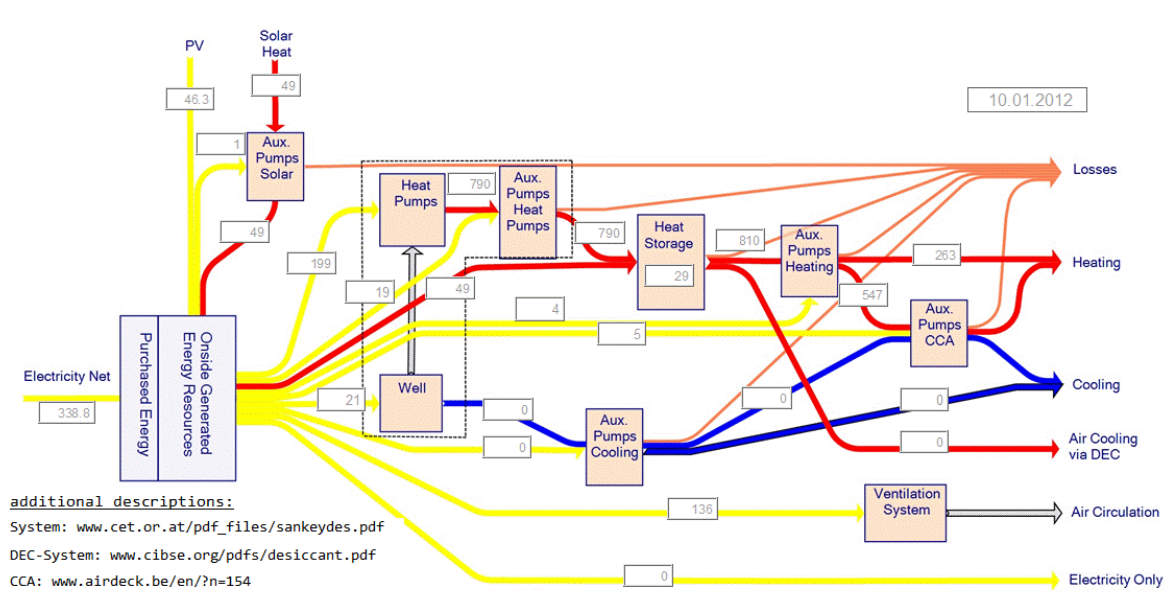 PV
Solar
Heat
46.3
49
10.01.2012
1
Aux.
Pumps
Solar
Losses
Heat
Pumps
790
Aux.
Pumps
Heat
Pumps
49
790
Heat
Storage
29
810
Aux.
Pumps
Heating
263
Heating
199
19
49
547
4
5
Aux.
Pumps
CCA
Purchased Energy
Onside Generated
Energy Resources
Electricity Net
338.8
21
Well
0
0
0
Cooling
0
Aux.
Pumps
Cooling
0
Air Cooling
via DEC
additional descriptions:
System: www.cet.or.at/pdf_files/sankeydes.pdf
DEC-System: www.cibse.org/pdfs/desiccant.pdf
CCA: www.airdeck.be/en/?n=154
136
Ventilation
System
Air Circulation
0
Electricity Only